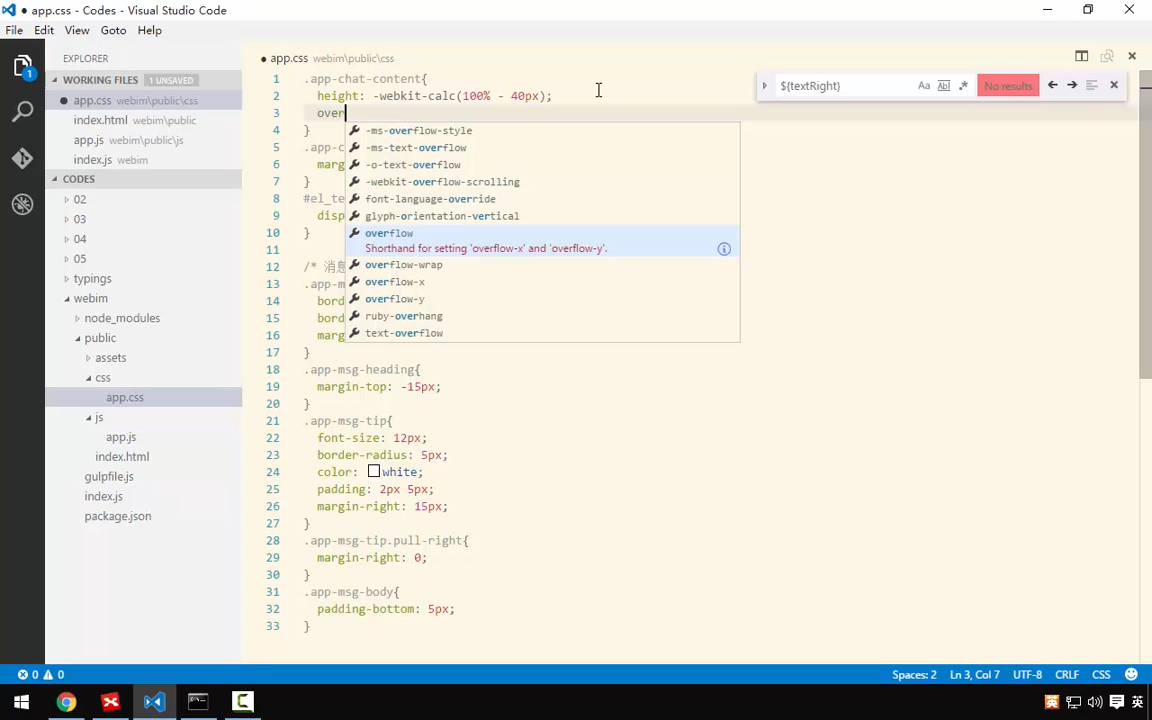 ● app.css - Codes - Visual Studio Code
File Edit View Goto Help
EXPLORER
WORKING FILES 1 UNSAVED
app.css webim\public\css
index.html webim\public
app.js webim\public\js
index.js webim
CODES
02
03
04
05
typings
webim
node_modules
public
assets
css
app.css
js
app.js
index.html
gulpfile.js
index.js
package.json
1
● app.css webim\public\css
${textRight}
Aa Abl .*
No results
1 .app-chat-content{
2 height: -webkit-calc(100% - 40px);
3 over
4 }
5 .app-c
6 marg
7 }
8 #el_te
9 disp
10 }
11
12 /* 消息
13 .app-m
14 bord
15 bord
16 marg
17 }
18 .app-msg-heading{
19 margin-top: -15px;
20 }
21 .app-msg-tip{
22 font-size: 12px;
23 border-radius: 5px;
24 color: white;
25 padding: 2px 5px;
26 margin-right: 15px;
27 }
28 .app-msg-tip.pull-right{
29 margin-right: 0;
30 }
31 .app-msg-body{
32 padding-bottom: 5px;
33 }
-ms-overflow-style
-ms-text-overflow
-o-text-overflow
-webkit-overflow-scrolling
font-language-override
glyph-orientation-vertical
overflow
Shorthand for setting 'overflow-x' and 'overflow-y'.
overflow-wrap
overflow-x
overflow-y
ruby-overhang
text-overflow
0 0
Spaces: 2 Ln 3, Col 7 UTF-8 CRLF CSS
英